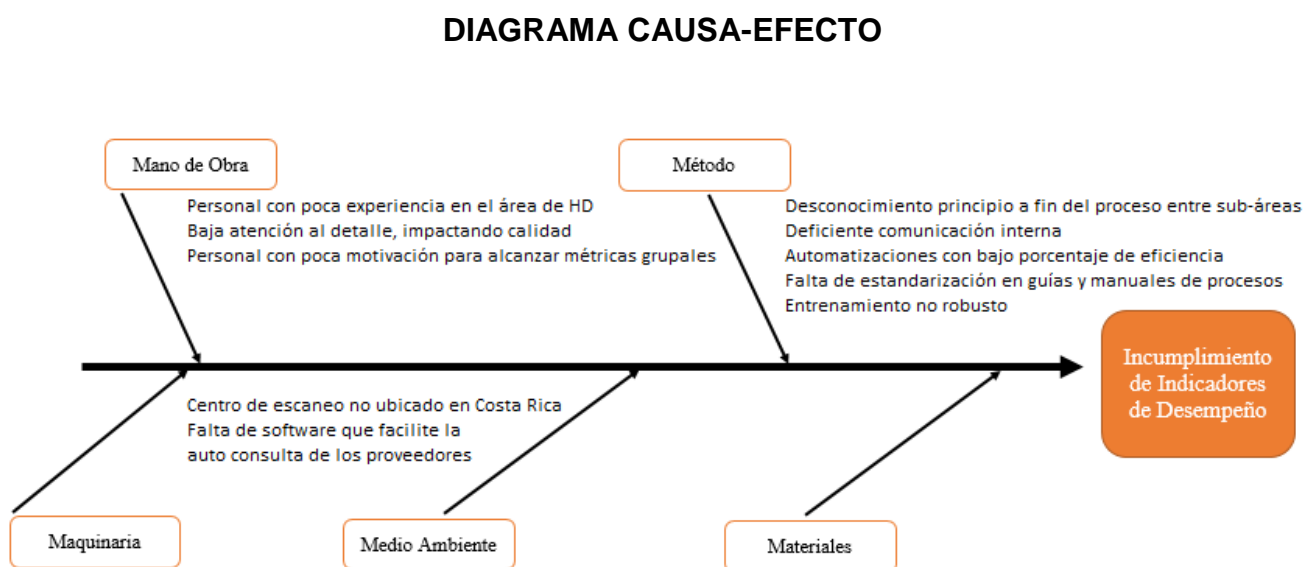 DIAGRAMA CAUSA-EFECTO
Mano de Obra
Personal con poca experiencia en el área de HD
Baja atención al detalle, impactando calidad
Personal con poca motivación para alcanzar métricas grupales
Método
Desconocimiento principio a fin del proceso entre sub-áreas
Deficiente comunicación interna
Automatizaciones con bajo porcentaje de eficiencia
Falta de estandarización en guías y manuales de procesos
Entrenamiento no robusto
Incumplimiento
de Indicadores
de Desempeño
Centro de escaneo no ubicado en Costa Rica
Falta de software que facilite la
auto consulta de los proveedores
Maquinaria
Medio Ambiente
Materiales